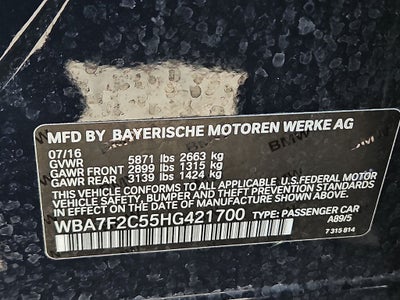 MFD BY BAYERISCHE MOTOREN WERKE AG
07/16
GVWR 5871 lbs 2663 kg
GAWR FRONT 2899 lbs 1315 kg
GAWR REAR 3139 lbs 1424 kg
THIS VEHICLE CONFORMS TO ALL APPLICABLE U.S.FEDERAL MOTOR
VEHICLE SAFETY, BUMPER AND THEFT PREVENTION STANDARDS
IN EFFECT ON THE DATE OF MANUFACTURE SHOWN ABOVE.
WBA7F2C55HG421700 TYPE: PASSENGER CAR
A89/5
7 315 814